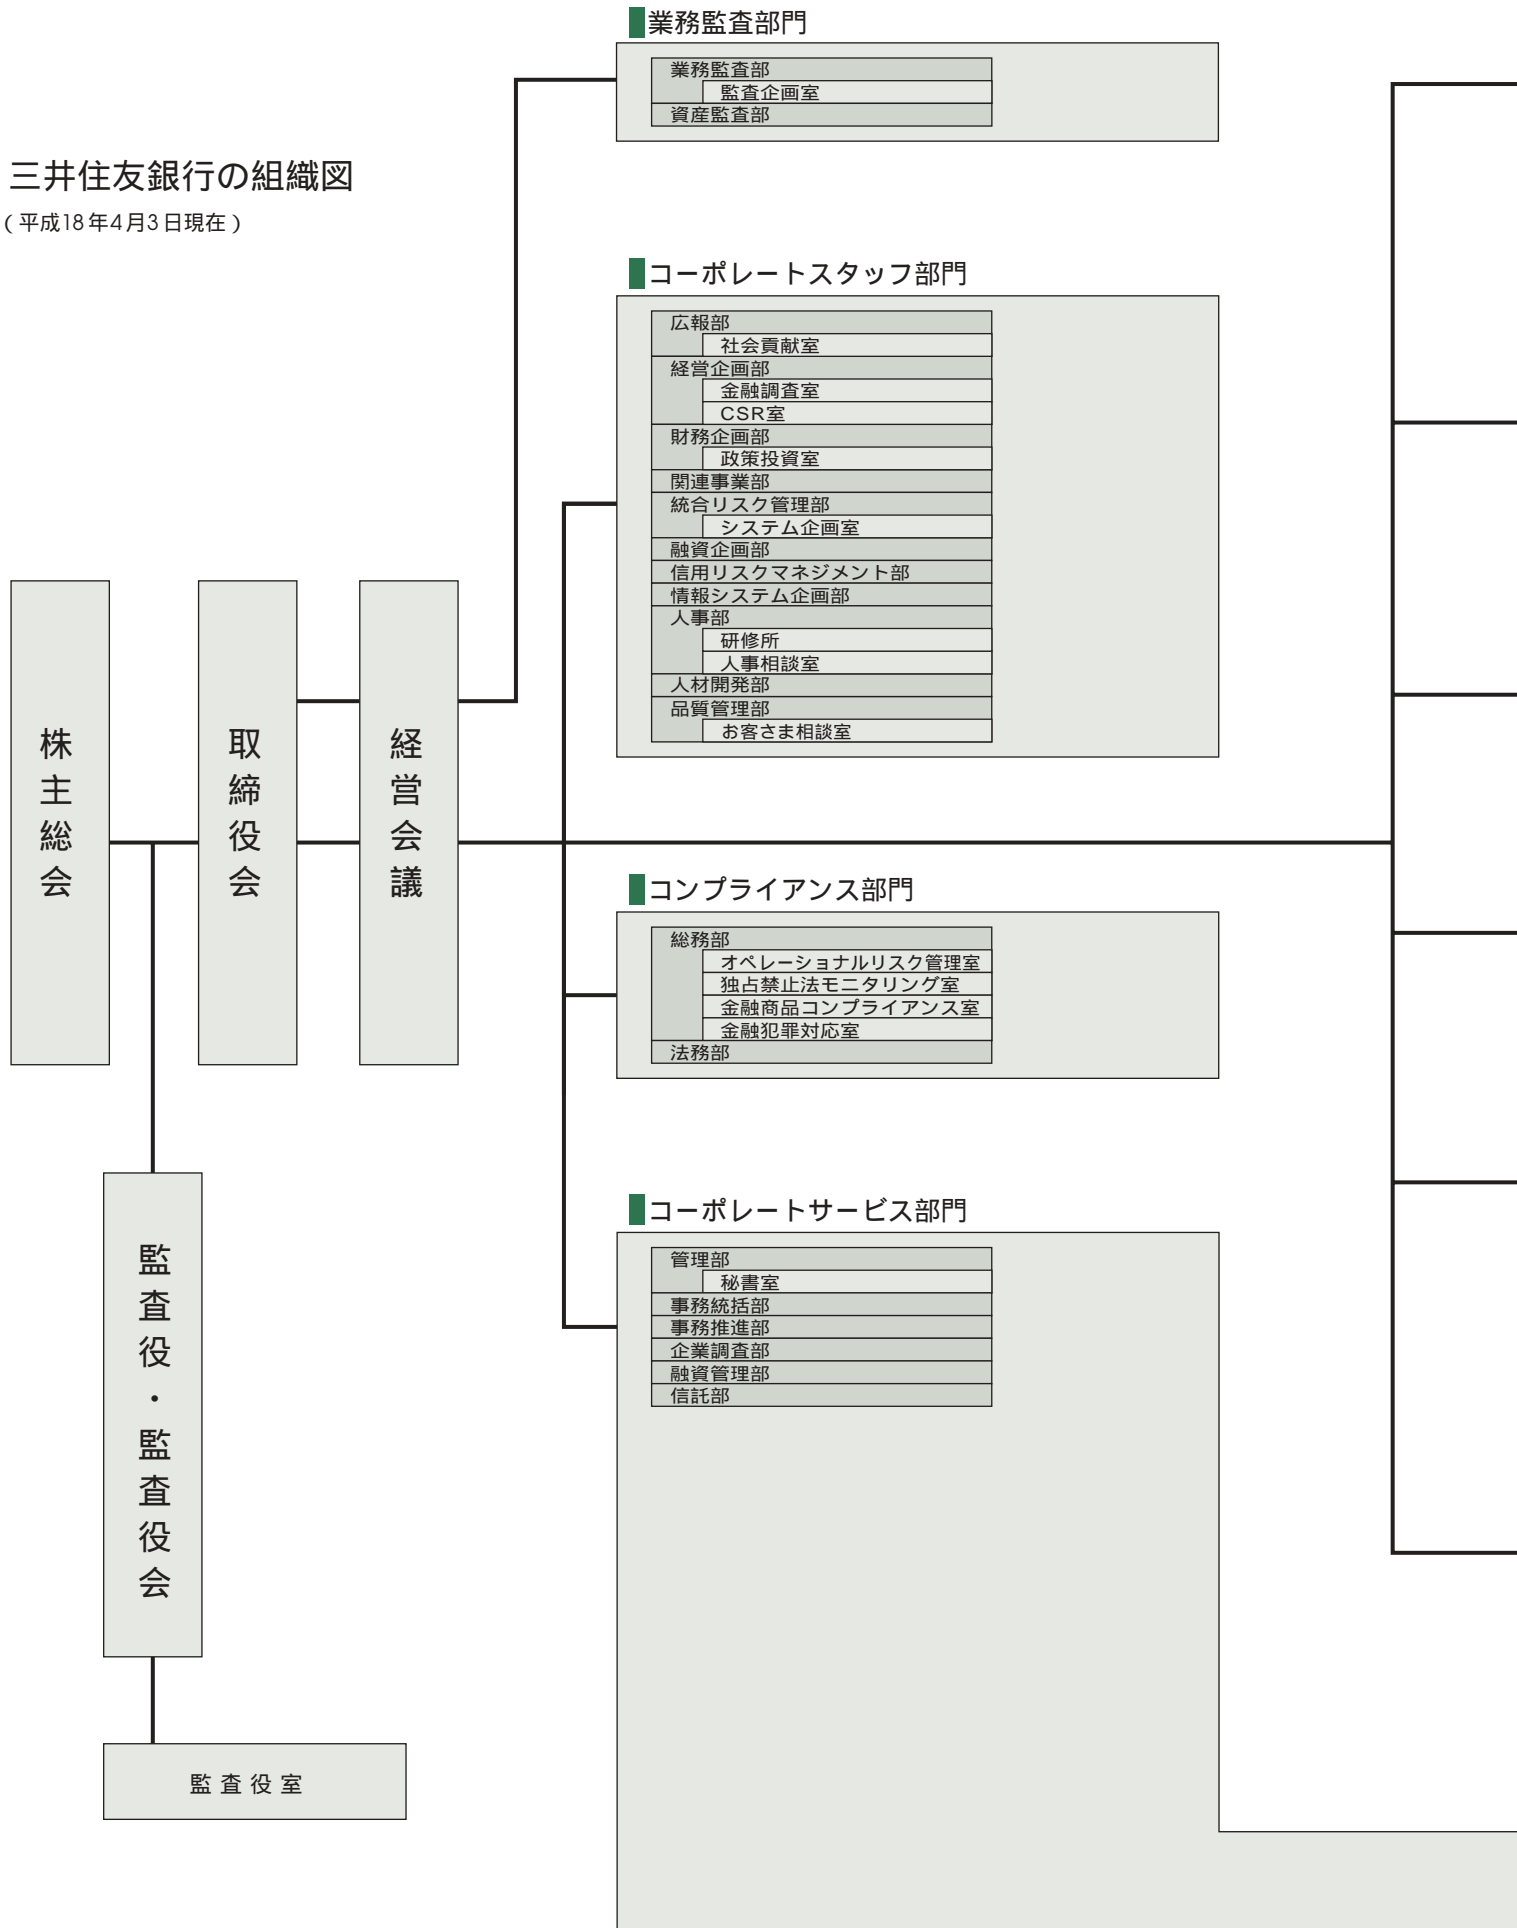 三井住友銀行の組織図
(平成18年4月3日現在)
株主総会
取締役会
経営会議
監査役・監査役会
監査役室
業務監査部門
業務監査部
監査企画室
資産監査部
コーポレートスタッフ部門
広報部
社会貢献室
経営企画部
金融調査室
CSR室
財務企画部
政策投資室
関連事業部
統合リスク管理部
システム企画室
融資企画部
信用リスクマネジメント部
情報システム企画部
人事部
研修所
人事相談室
人材開発部
品質管理部
お客さま相談室
コンプライアンス部門
総務部
オペレーショナルリスク管理室
独占禁止法モニタリング室
金融商品コンプライアンス室
金融犯罪対応室
法務部
コーポレートサービス部門
管理部
秘書室
事務統括部
事務推進部
企業調査部
融資管理部
信託部